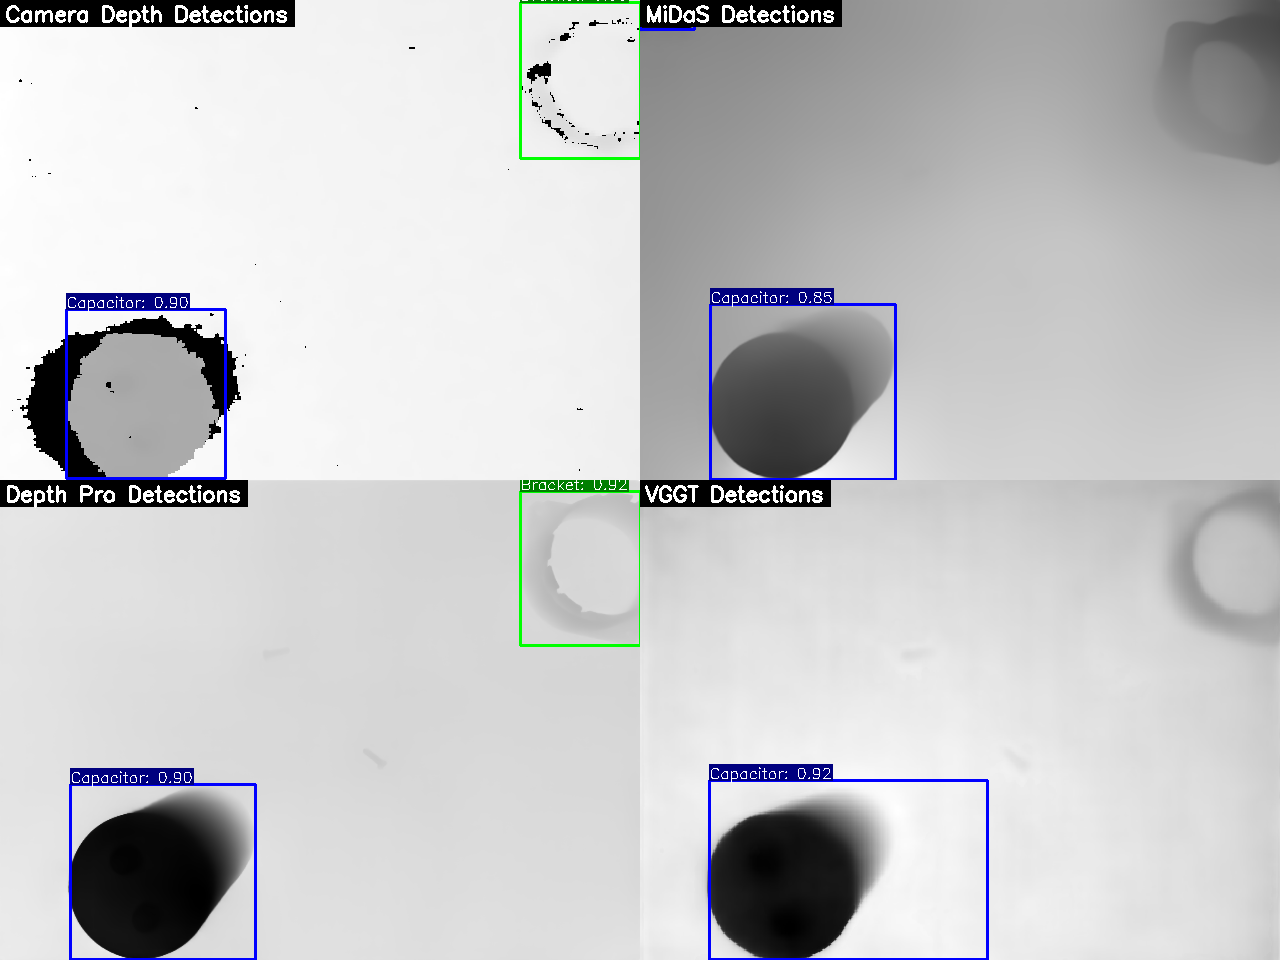 Camera Depth Detections
MiDaS Detections
Capacitor: 0.90
Capacitor: 0.85
Depth Pro Detections
Bracket: 0.92
VGGT Detections
Capacitor: 0.90
Capacitor: 0.92